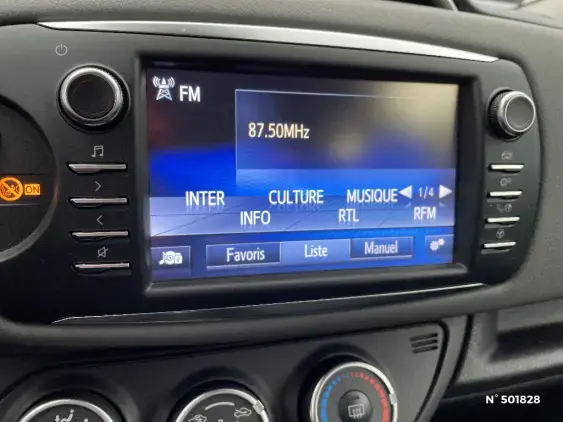 FM
87.50MHz
INTER CULTURE MUSIQUE 1/4
INFO RTL RFM
Favoris Liste Manuel
ON
N° 501828